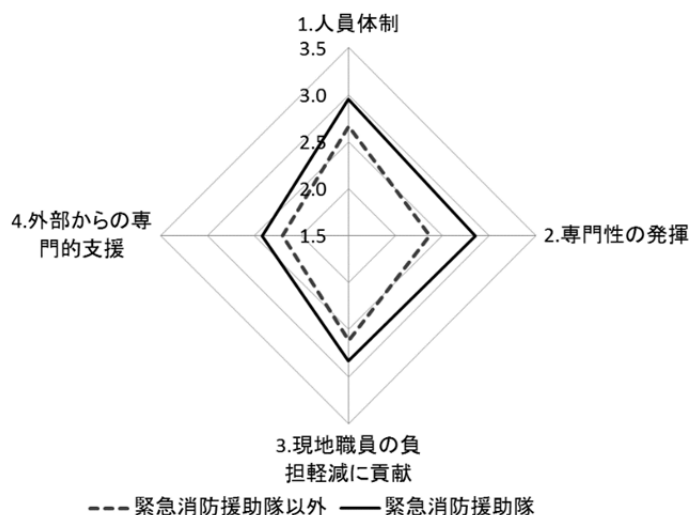 1.人員体制
3.5
3.0
2.5
2.0
1.5
2.専門性の発揮
4.外部からの専
門的支援
3.現地職員の負
担軽減に貢献
緊急消防援助隊以外 緊急消防援助隊